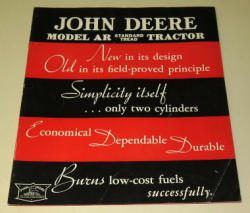 JOHN DEERE
MODEL AR STANDARD TREAD TRACTOR
New in its design
Old in its field-proved principle
Simplicity itself
... only two cylinders
Economical Dependable Durable
Burns low-cost fuels
successfully.